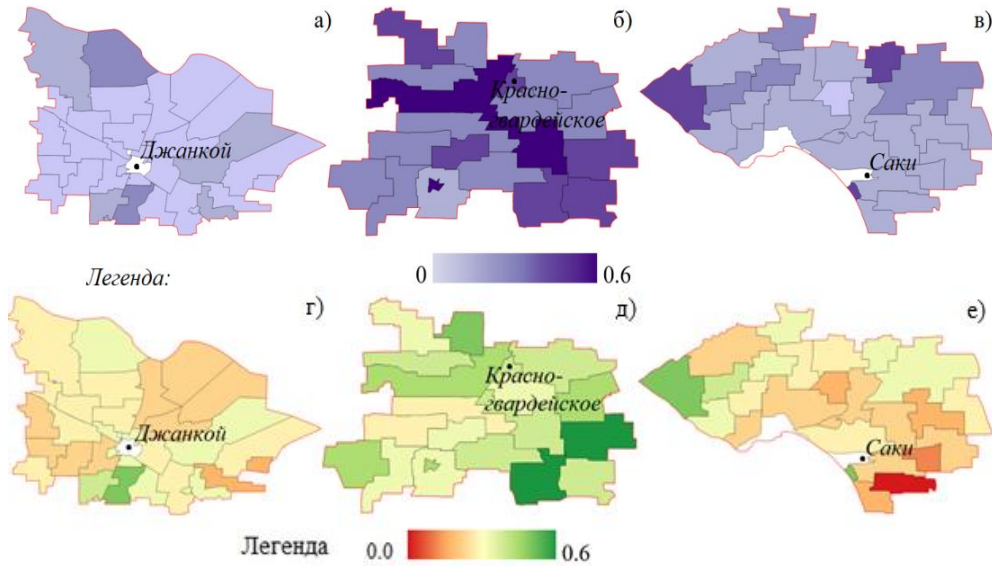 а)
б)
в)
Джанкой
Красно-
гвардейское
Саки
Легенда:
0
0.6
г)
д)
е)
Джанкой
Красно-
гвардейское
Саки
Легенда
0.0
0.6